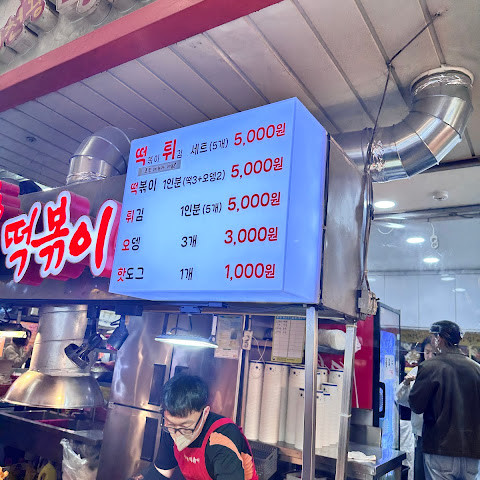 떡볶이 튀김 세트(5개) 5,000원
떡볶이 1인분(떡3+오뎅2) 5,000원
튀김 1인분(5개) 5,000원
오뎅 3개 3,000원
핫도그 1개 1,000원
떡볶이